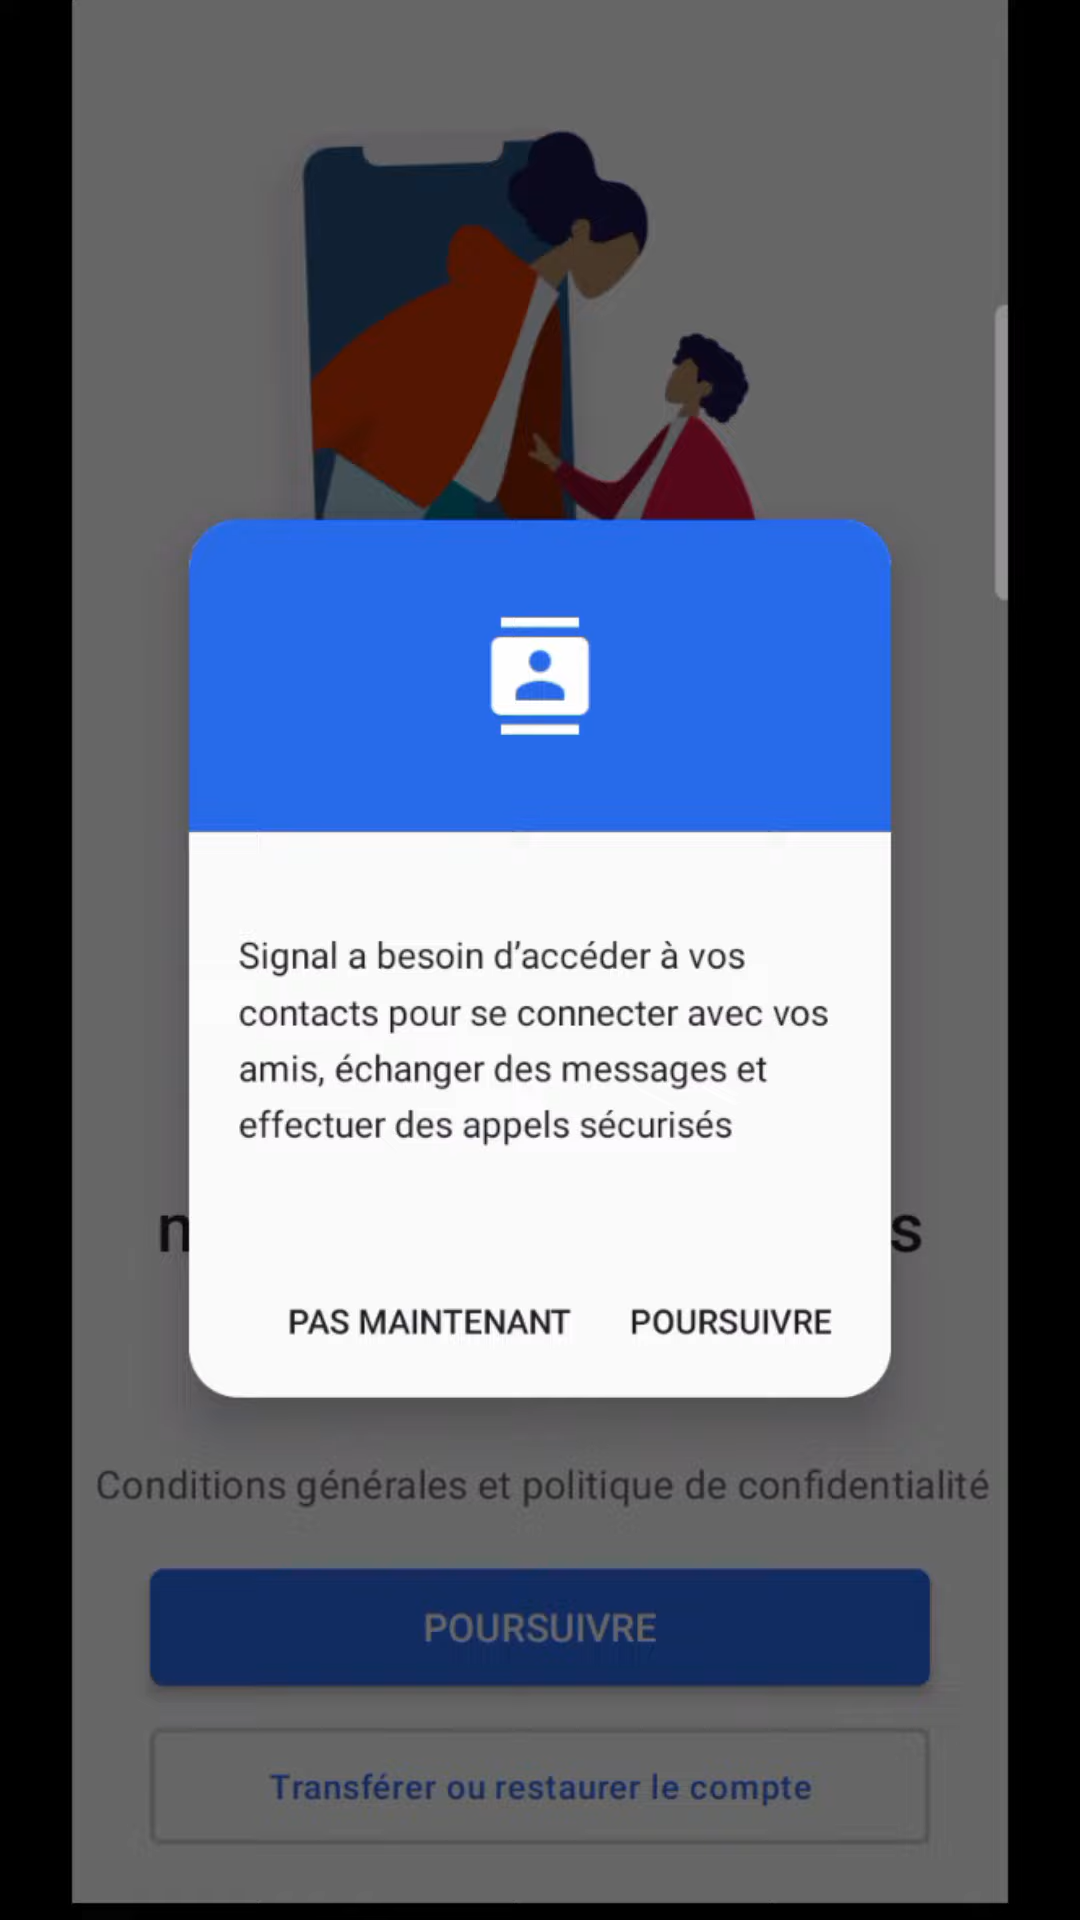 Signal a besoin d’accéder à vos
contacts pour se connecter avec vos
amis, échanger des messages et
effectuer des appels sécurisés
PAS MAINTENANT POURSUIVRE
Conditions générales et politique de confidentialité
POURSUIVRE
Transférer ou restaurer le compte